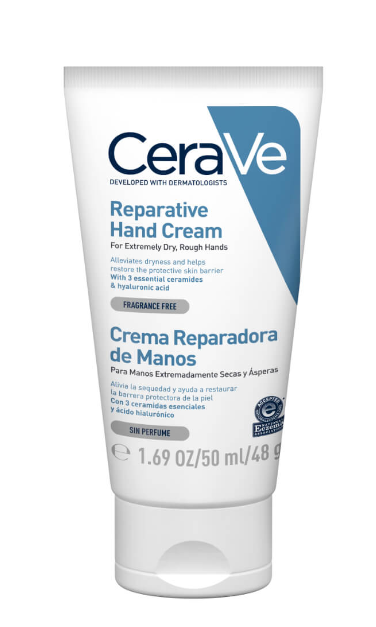 CeraVe
DEVELOPED WITH DERMATOLOGISTS
Reparative
Hand Cream
For Extremely Dry, Rough Hands
Alleviates dryness and helps
restore the protective skin barrier
With 3 essential ceramides
& hyaluronic acid
FRAGRANCE FREE
Crema Reparadora
de Manos
Para Manos Extremadamente Secas y Ásperas
Alivia la sequedad y ayuda a restaurar
la barrera protectora de la piel
Con 3 ceramidas esenciales
y ácido hialurónico
SIN PERFUME
Eczema
℮ 1.69 OZ/50 ml/48 g